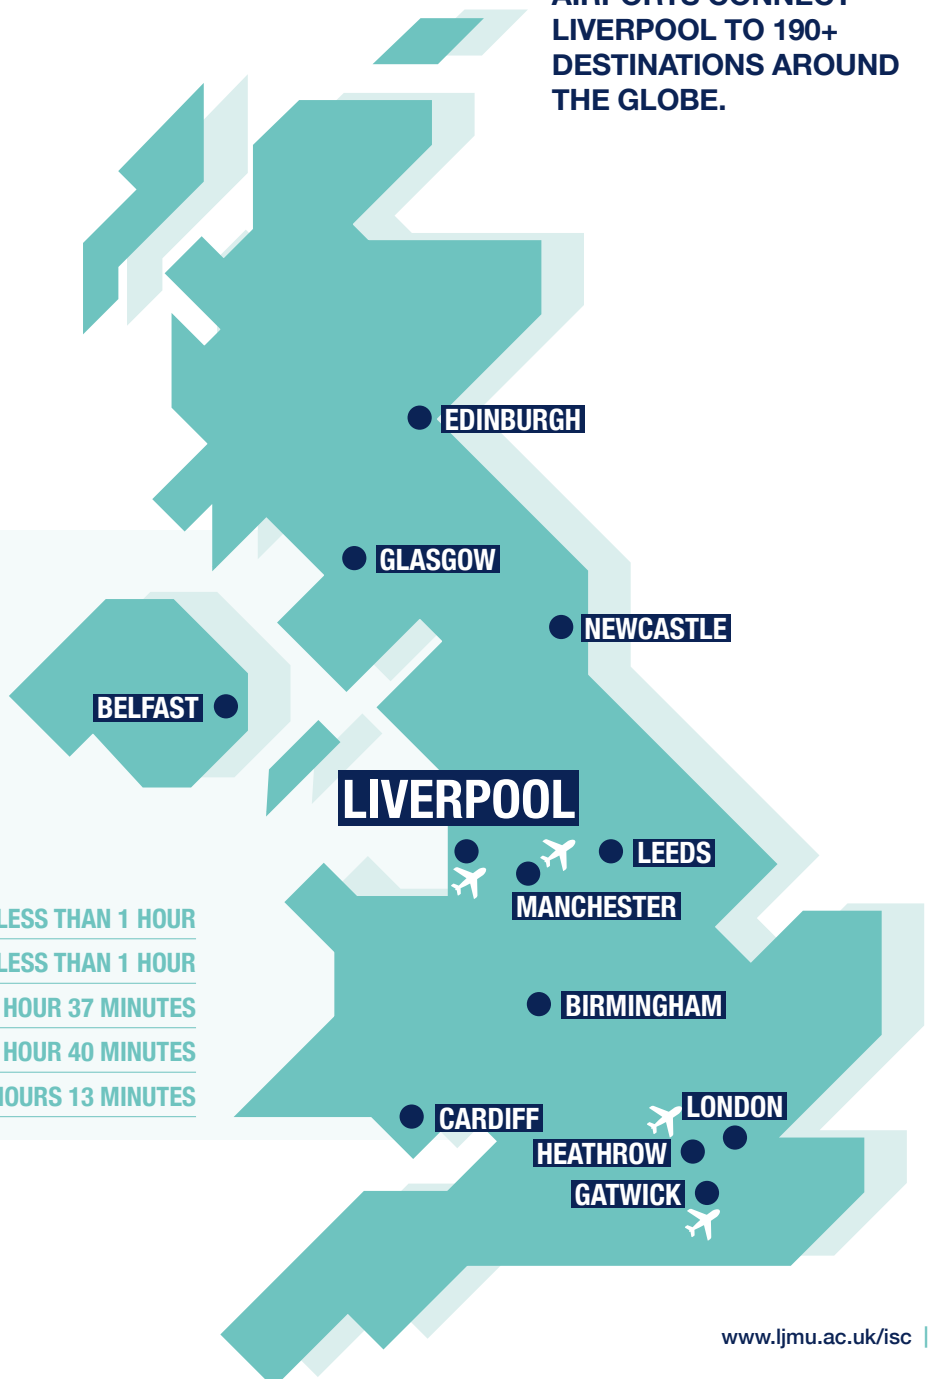 AIRPORTS CONNECT
LIVERPOOL TO 190+
DESTINATIONS AROUND
THE GLOBE.
EDINBURGH
GLASGOW
NEWCASTLE
BELFAST
LIVERPOOL
LEEDS
MANCHESTER
LESS THAN 1 HOUR
LESS THAN 1 HOUR
HOUR 37 MINUTES
HOUR 40 MINUTES
HOURS 13 MINUTES
BIRMINGHAM
CARDIFF
LONDON
HEATHROW
GATWICK
www.ljmu.ac.uk/isc |